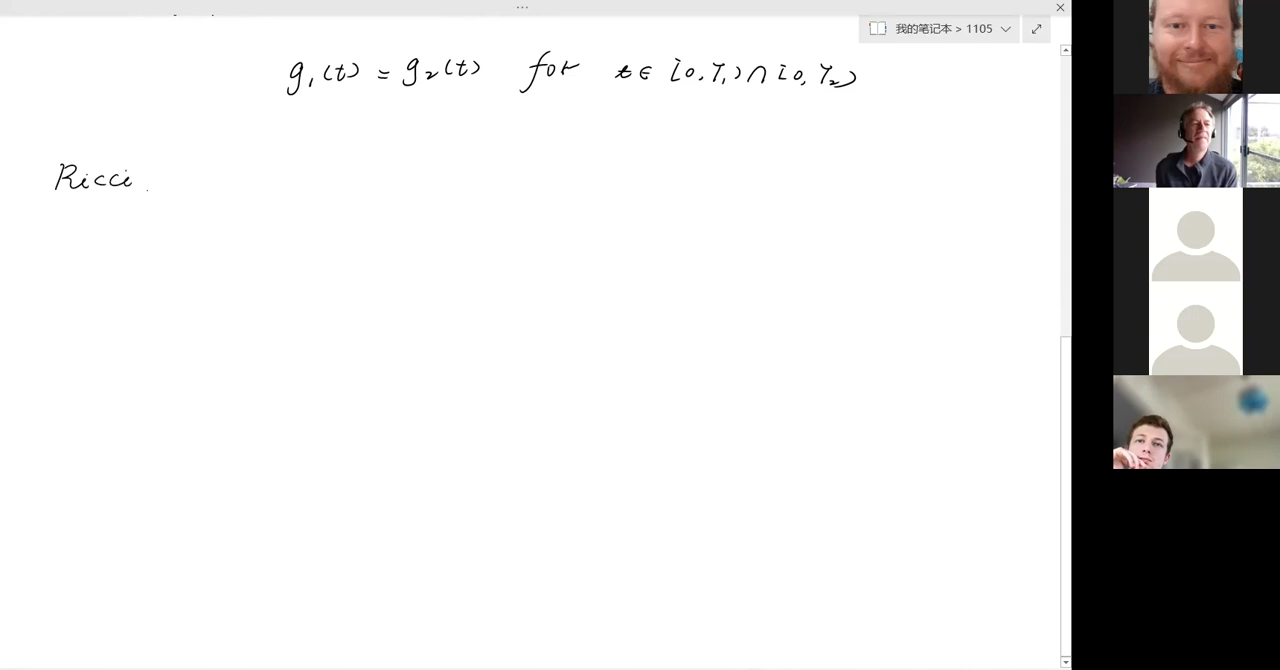 我的笔记本 > 1105
g₁(t) = g₂(t) for t ∈ [0, T₁) ∩ [0, T₂)
Ricci